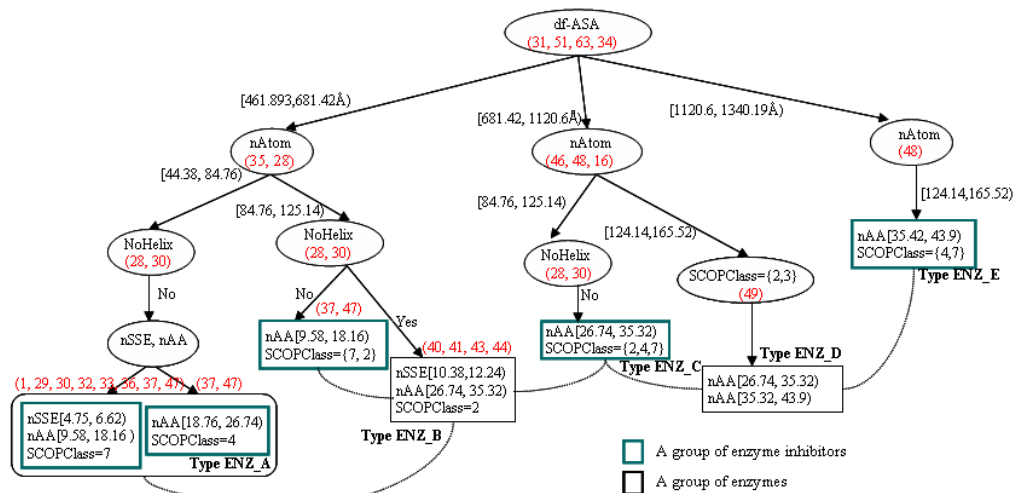 df-ASA
(31, 51, 63, 34)
[461.893,681.42Å)
[681.42, 1120.6Å)
[1120.6, 1340.19Å)
nAtom
(35, 28)
nAtom
(46, 48, 16)
nAtom
(48)
[44.38, 84.76)
[84.76, 125.14)
[84.76, 125.14)
[124.14,165.52)
[124.14,165.52)
NoHelix
(28, 30)
NoHelix
(28, 30)
NoHelix
(28, 30)
SCOPClass={2,3}
(49)
nAA[35.42, 43.9)
SCOPClass={4,7}
Type ENZ_E
No
No
(37, 47)
Yes
No
nSSE, nAA
nAA[9.58, 18.16)
SCOPClass={7, 2}
(40, 41, 43, 44)
nSSE[10.38,12.24)
nAA[26.74, 35.32)
SCOPClass=2
Type ENZ_B
nAA[26.74, 35.32)
SCOPClass={2,4,7}
Type ENZ_C
Type ENZ_D
nAA[26.74, 35.32)
nAA[35.32, 43.9)
(1, 29, 30, 32, 33, 36, 37, 47)
(37, 47)
nSSE[4.75, 6.62)
nAA[9.58, 18.16 )
SCOPClass=7
nAA[18.76, 26.74)
SCOPClass=4
Type ENZ_A
A group of enzyme inhibitors
A group of enzymes